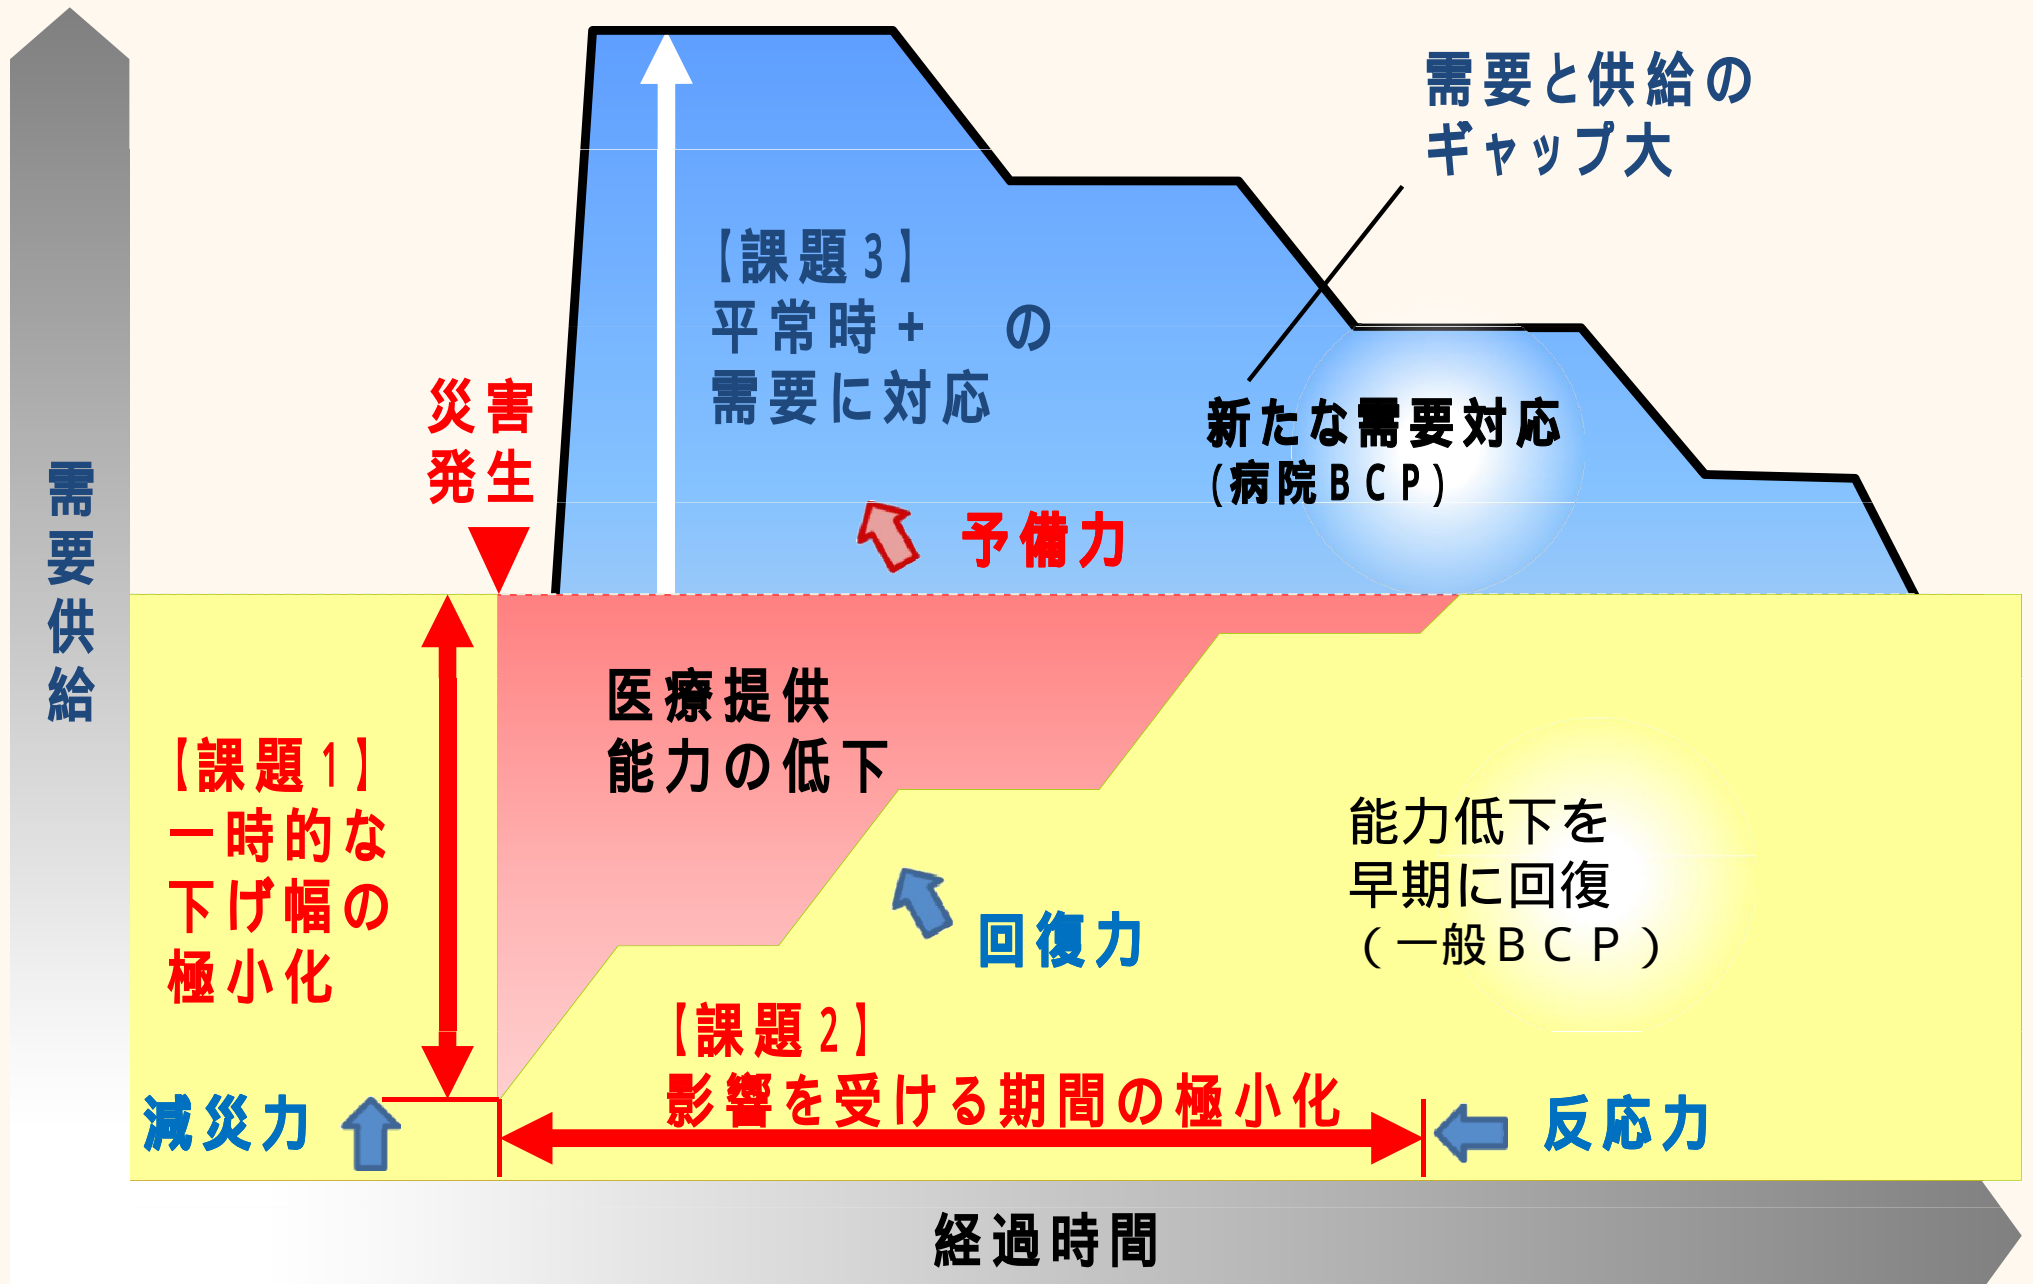 需要と供給の
ギャップ大
【課題3】
平常時+　の
需要に対応
災害
発生
新たな需要対応
(病院BCP)
予備力
需要供給
医療提供
能力の低下
【課題1】
一時的な
下げ幅の
極小化
能力低下を
早期に回復
（一般BCP）
回復力
【課題2】
影響を受ける期間の極小化
減災力
反応力
経過時間